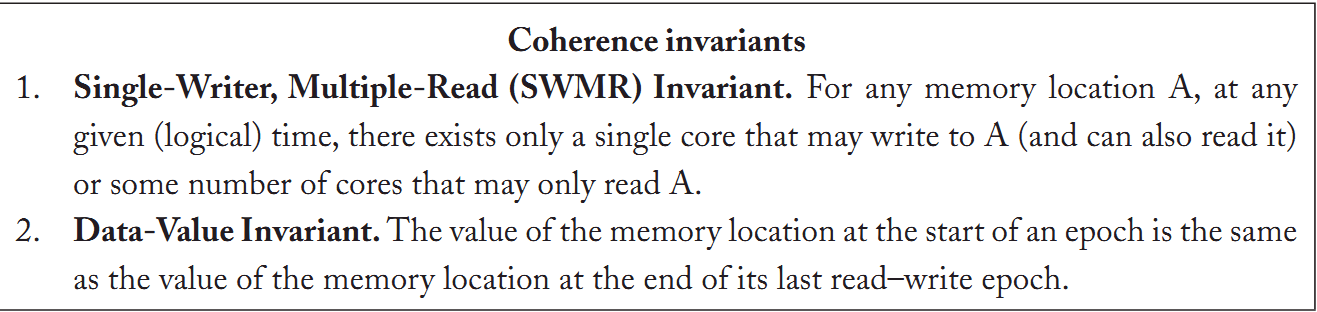 Coherence invariants
1. Single-Writer, Multiple-Read (SWMR) Invariant. For any memory location A, at any
given (logical) time, there exists only a single core that may write to A (and can also read it)
or some number of cores that may only read A.
2. Data-Value Invariant. The value of the memory location at the start of an epoch is the same
as the value of the memory location at the end of its last read–write epoch.